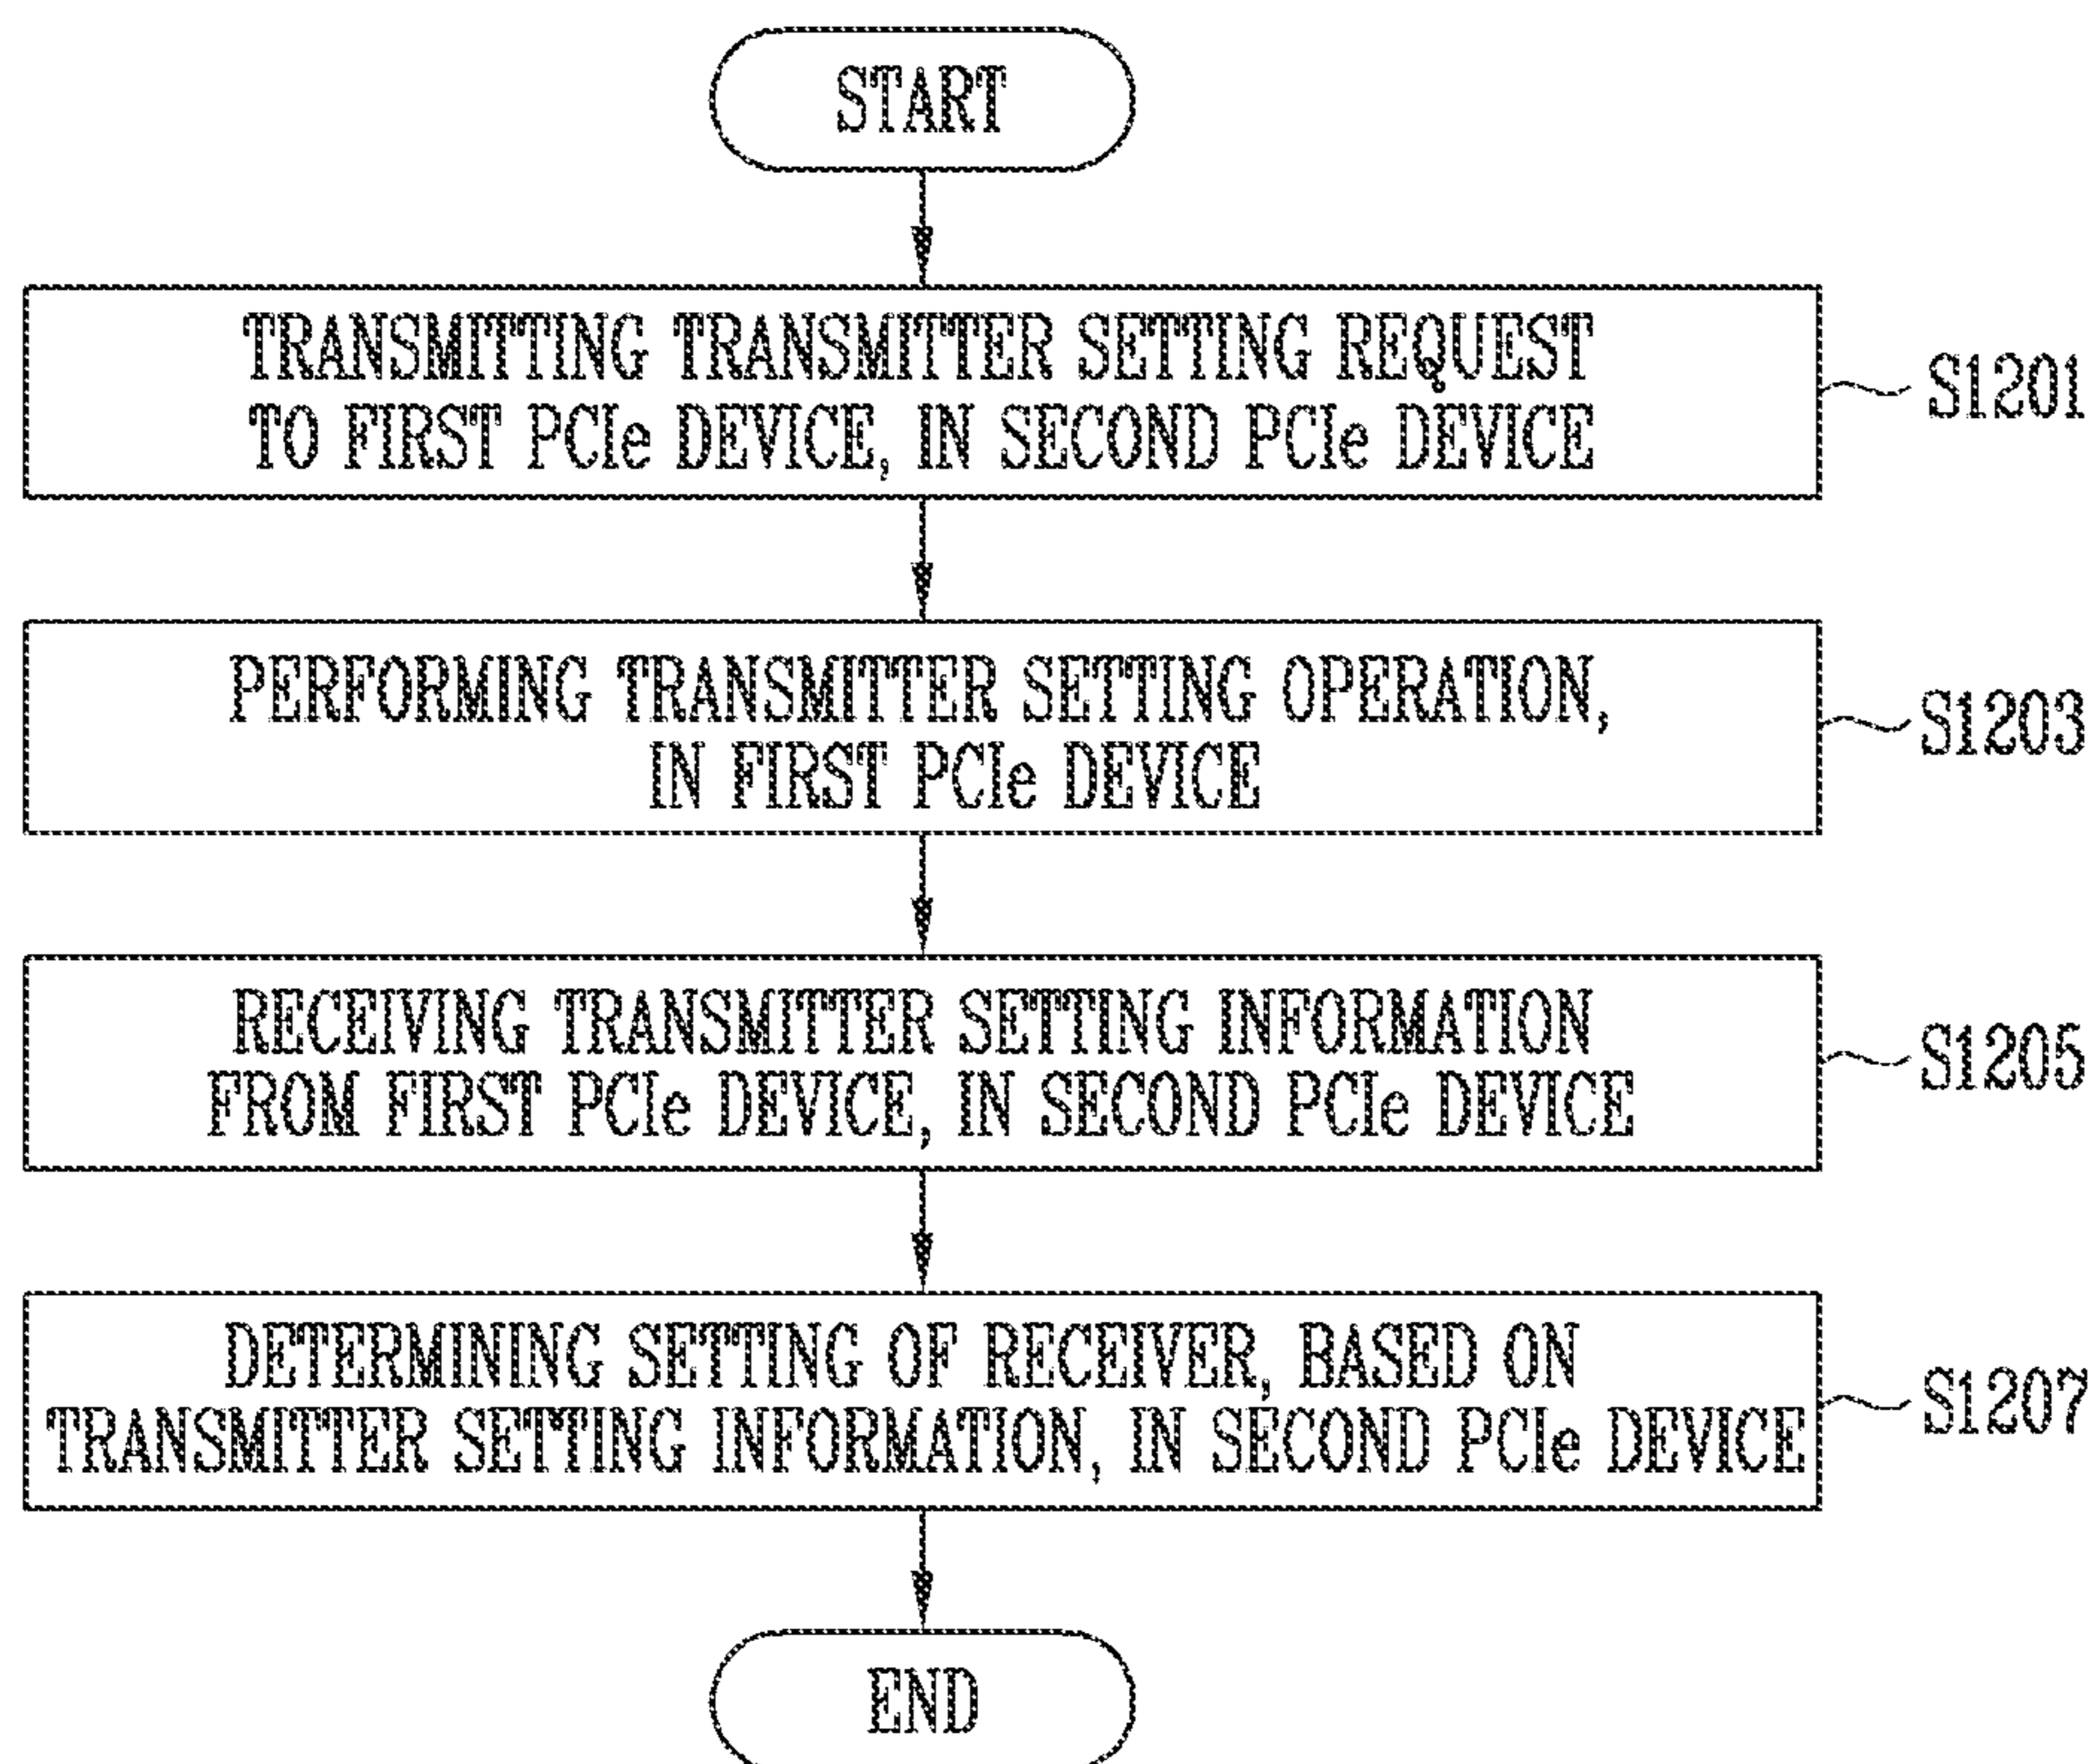 START
TRANSMITTING TRANSMITTER SETTING REQUEST
TO FIRST PCIe DEVICE, IN SECOND PCIe DEVICE
S1201
PERFORMING TRANSMITTER SETTING OPERATION,
IN FIRST PCIe DEVICE
S1203
RECEIVING TRANSMITTER SETTING INFORMATION
FROM FIRST PCIe DEVICE, IN SECOND PCIe DEVICE
S1205
DETERMINING SETTING OF RECEIVER, BASED ON
TRANSMITTER SETTING INFORMATION, IN SECOND PCIe DEVICE
S1207
END